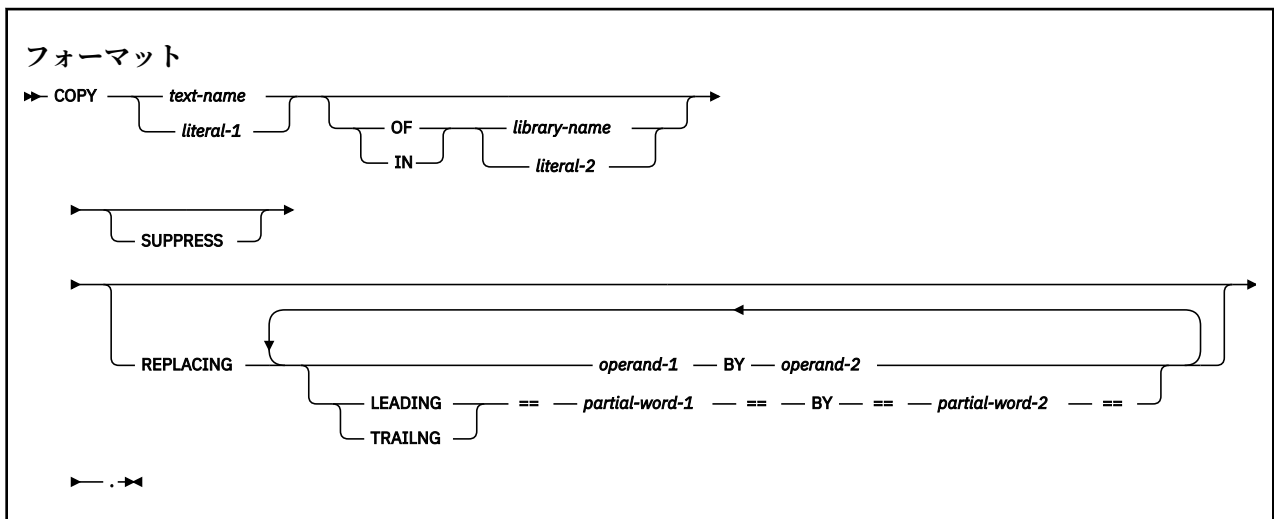 フォーマット
COPY text-name OF library-name
literal-1 IN literal-2
SUPPRESS
REPLACING operand-1 BY operand-2
LEADING == partial-word-1 == BY == partial-word-2 ==
TRAILNG
.